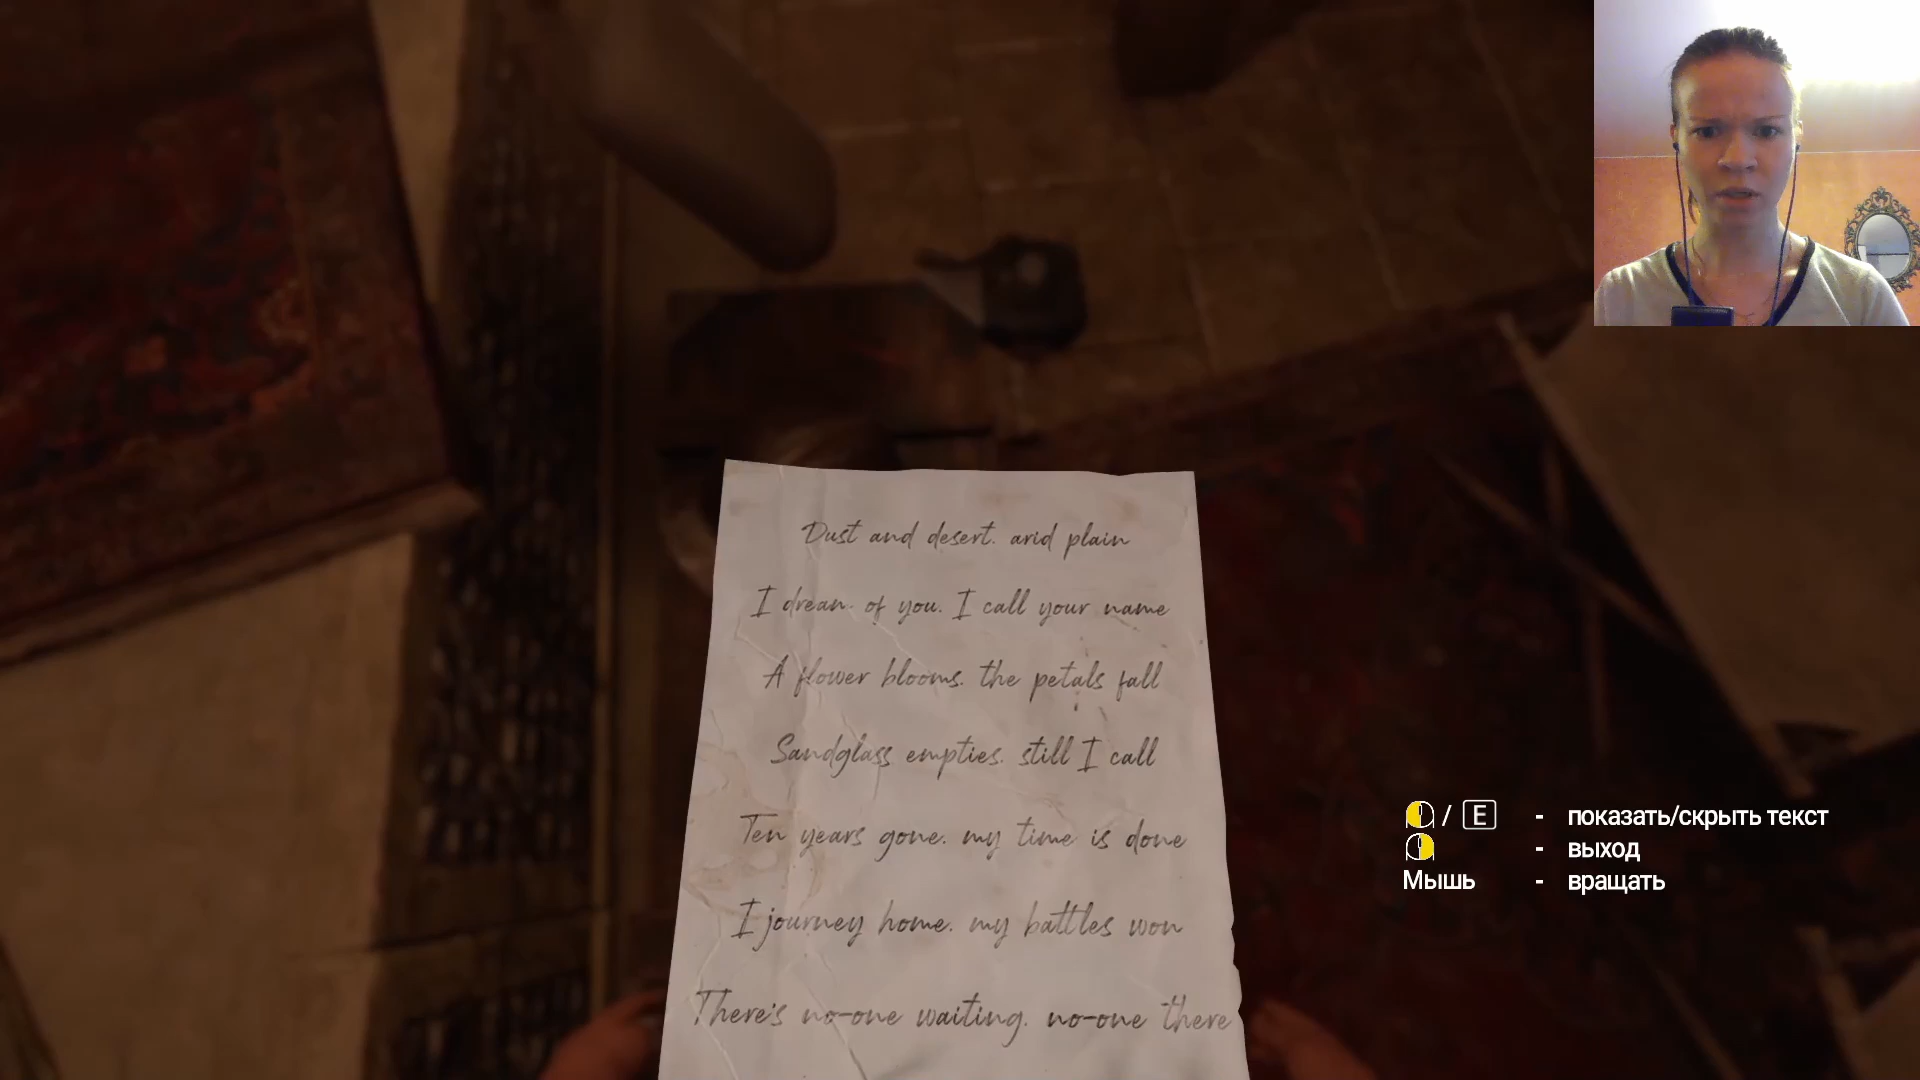 Dust and desert. arid plain
I dream. of you. I call your name
A flower blooms. the petals fall
Sandglass empties. still I call
Ten years gone. my time is done
I journey home. my battles won
There's no-one waiting. no-one there
/ E - показать/скрыть текст
- выход
Мышь - вращать